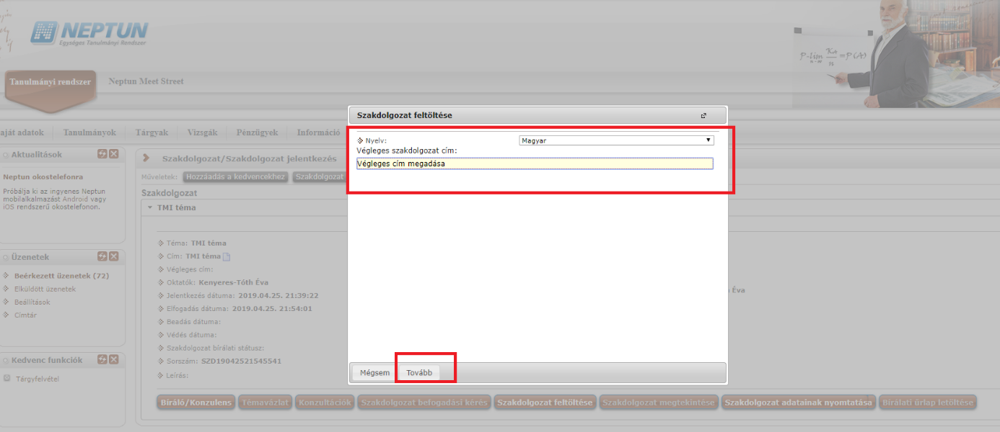 NEPTUN
Egységes Tanulmányi Rendszer
Tanulmányi rendszer
Neptun Meet Street
aját adatok
Tanulmányok
Tárgyak
Vizsgák
Pénzügyek
Információ
Aktualitások
Neptun okostelefonra
Próbálja ki az ingyenes Neptun
mobilalkalmazást Android vagy
iOS rendszerű okostelefonon.
Üzenetek
Beérkezett üzenetek (72)
Elküldött üzenetek
Beállítások
Címtár
Kedvenc funkciók
Tárgyfelvétel
Szakdolgozat/Szakdolgozat jelentkezés
Műveletek: Hozzáadás a kedvencekhez Szakdolgozat
Szakdolgozat
TMI téma
Téma: TMI téma
Cím: TMI téma
Végleges cím:
Oktatók: Kenyeres-Tóth Éva
Jelentkezés dátuma: 2019.04.25. 21:39:22
Elfogadás dátuma: 2019.04.25. 21:54:01
Beadás dátuma:
Védés dátuma:
Szakdolgozat bírálati státusz:
Sorszám: SZD19042521545541
Leírás:
Éva
Szakdolgozat feltöltése
Nyelv: Magyar
Végleges szakdolgozat cím:
Végleges cím megadása
Mégsem Tovább
Bíráló/Konzulens Témavázlat Konzultációk Szakdolgozat befogadási kérés Szakdolgozat feltöltése Szakdolgozat megtekintése Szakdolgozat adatainak nyomtatása Bírálati űrlap letöltése